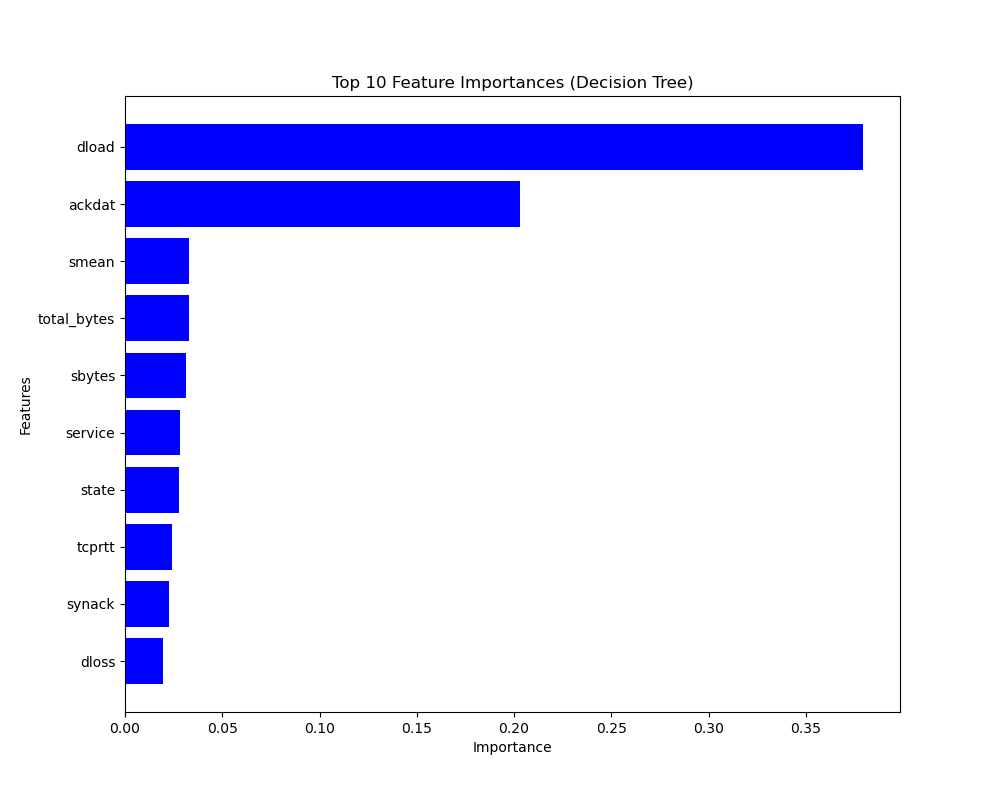 Top 10 Feature Importances (Decision Tree)
dload
ackdat
smean
total_bytes
sbytes
service
state
tcprtt
synack
dloss
Features
0.00 0.05 0.10 0.15 0.20 0.25 0.30 0.35
Importance